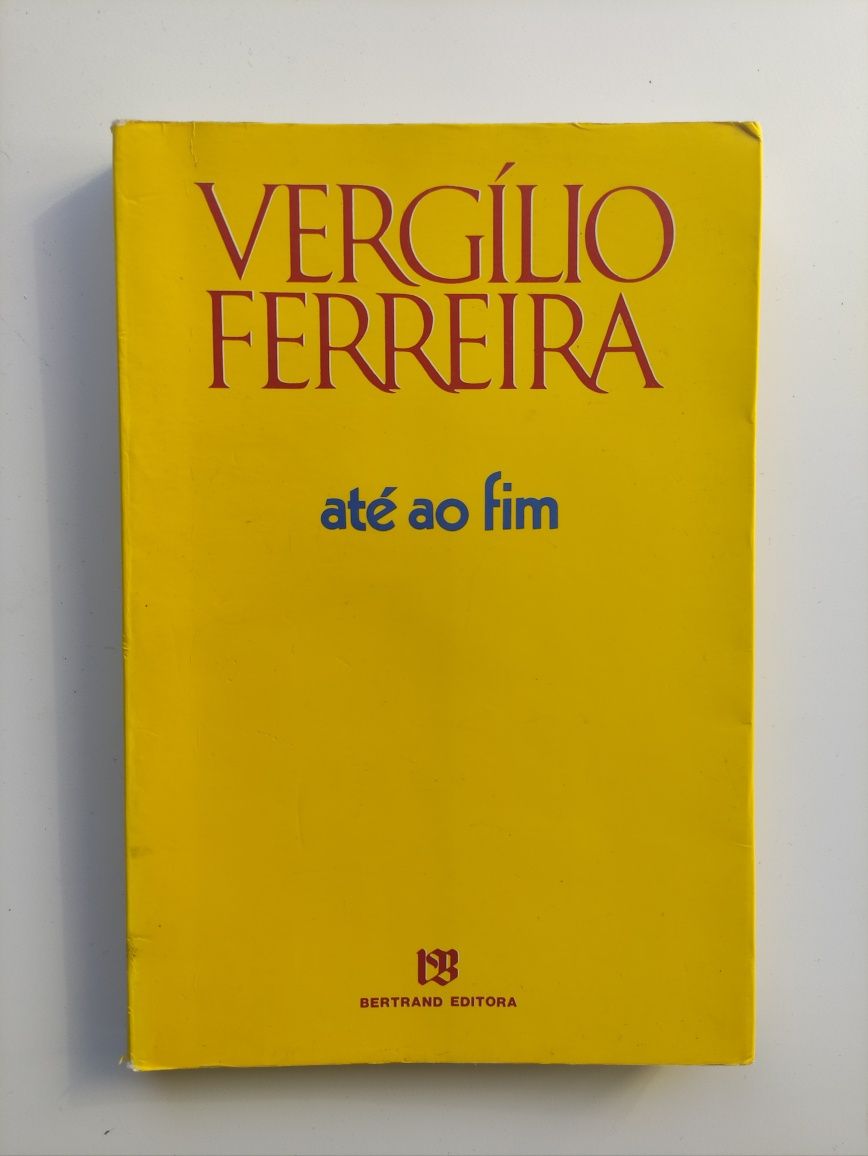 VERGÍLIO
FERREIRA
até ao fim
BERTRAND EDITORA